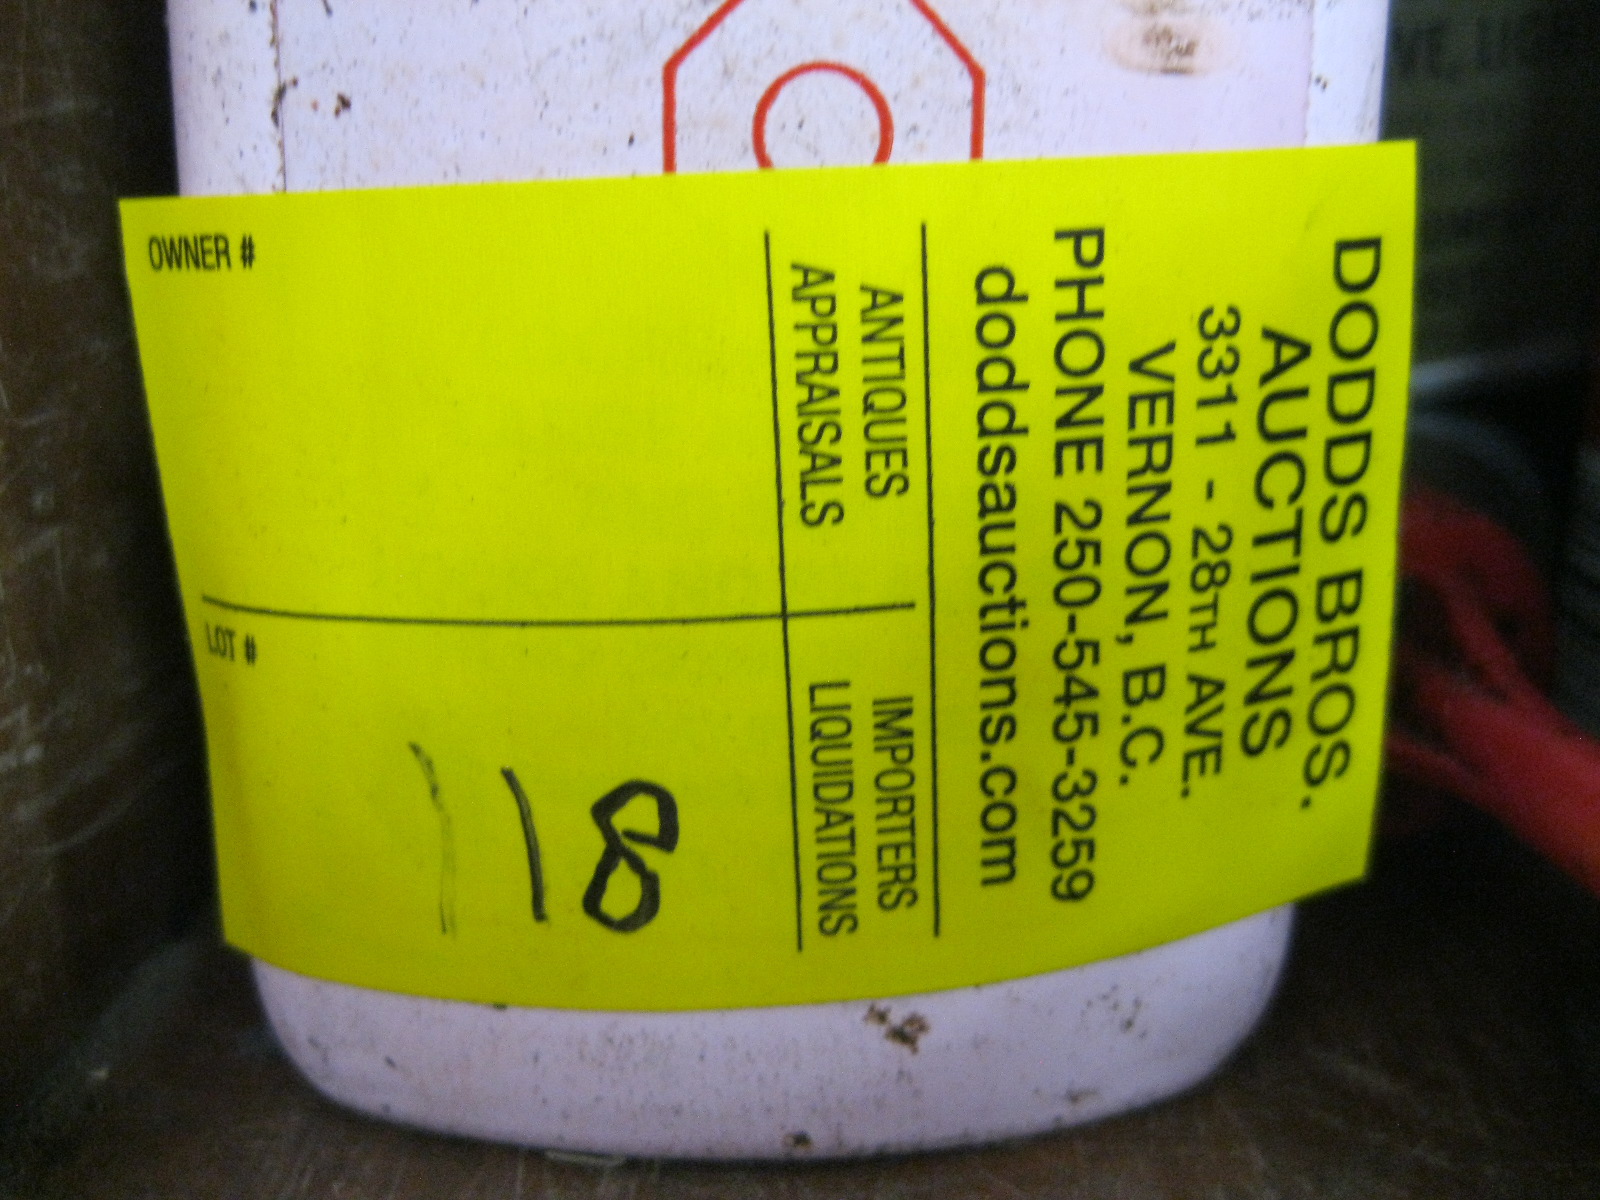 DODDS BROS.
AUCTIONS
3311 - 28TH AVE.
VERNON, B.C.
PHONE 250-545-3259
doddsauctions.com
ANTIQUES IMPORTERS
APPRAISALS LIQUIDATIONS
OWNER #
LOT #
118